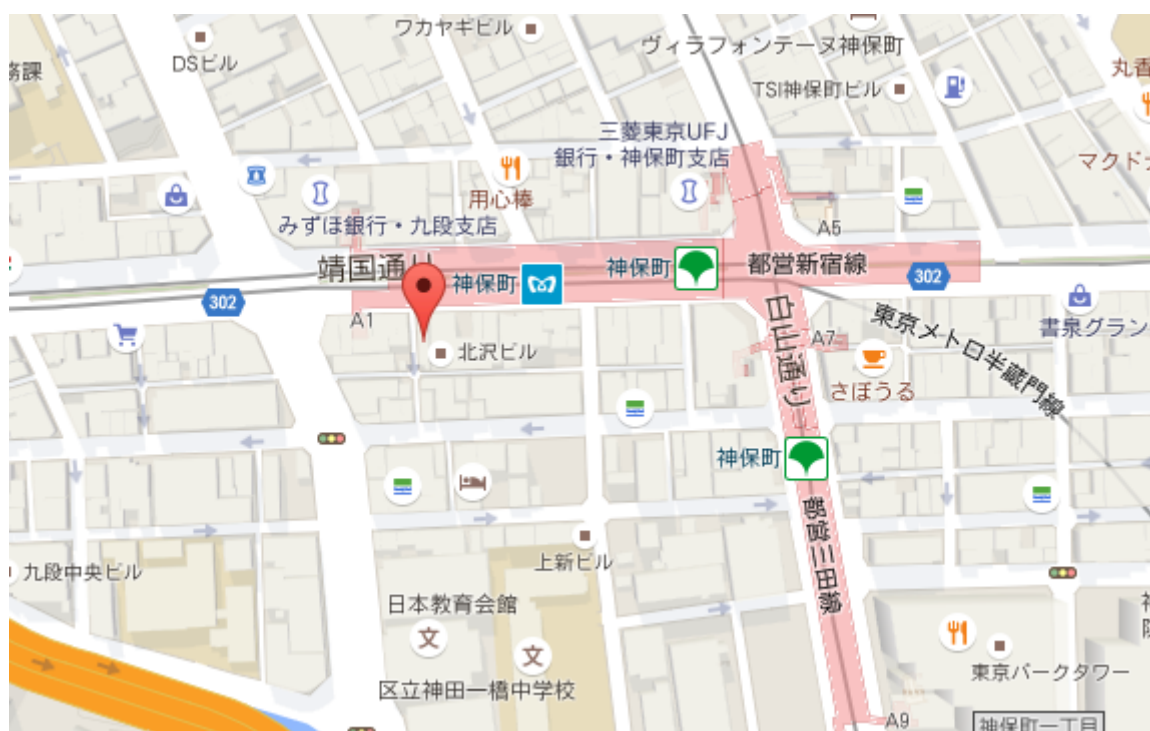 ワカヤギビル
ヴィラフォンテーヌ神保町
DSビル
務課
丸香
TSI神保町ビル
三菱東京UFJ
銀行・神保町支店
マクド
用心棒
みずほ銀行・九段支店
A5
靖国通り
神保町
神保町
都営新宿線
302
302
A1
白山通り
A7
東京メトロ半蔵門線
書泉グラン
北沢ビル
さぼうる
神保町
都営三田線
上新ビル
九段中央ビル
日本教育会館
文
文
区立神田一橋中学校
東京パークタワー
A9
神保町一丁目